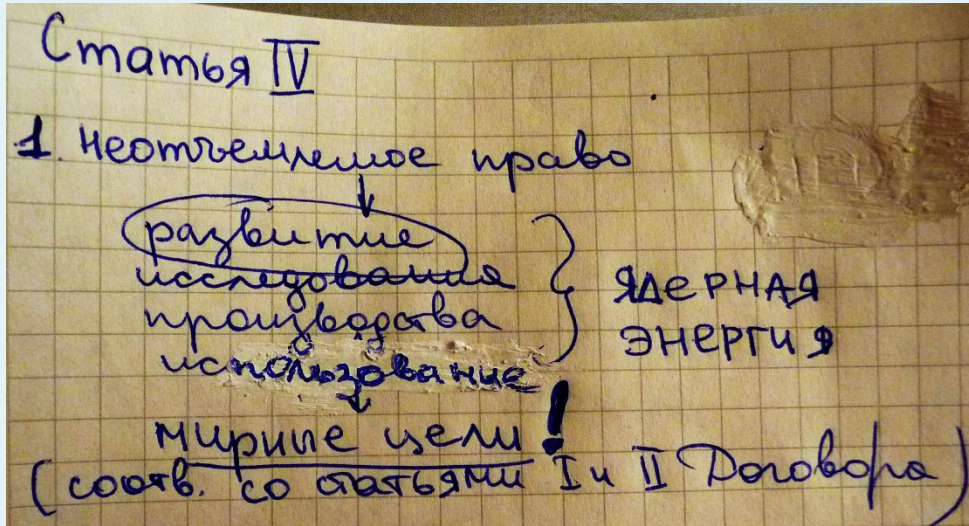 Статья IV
1. Неотъемлемое право
развитие
исследования
производства
использование
ЯДЕРНАЯ
ЭНЕРГИЯ
мирные цели!
(соотв. со статьями I и II Договора)